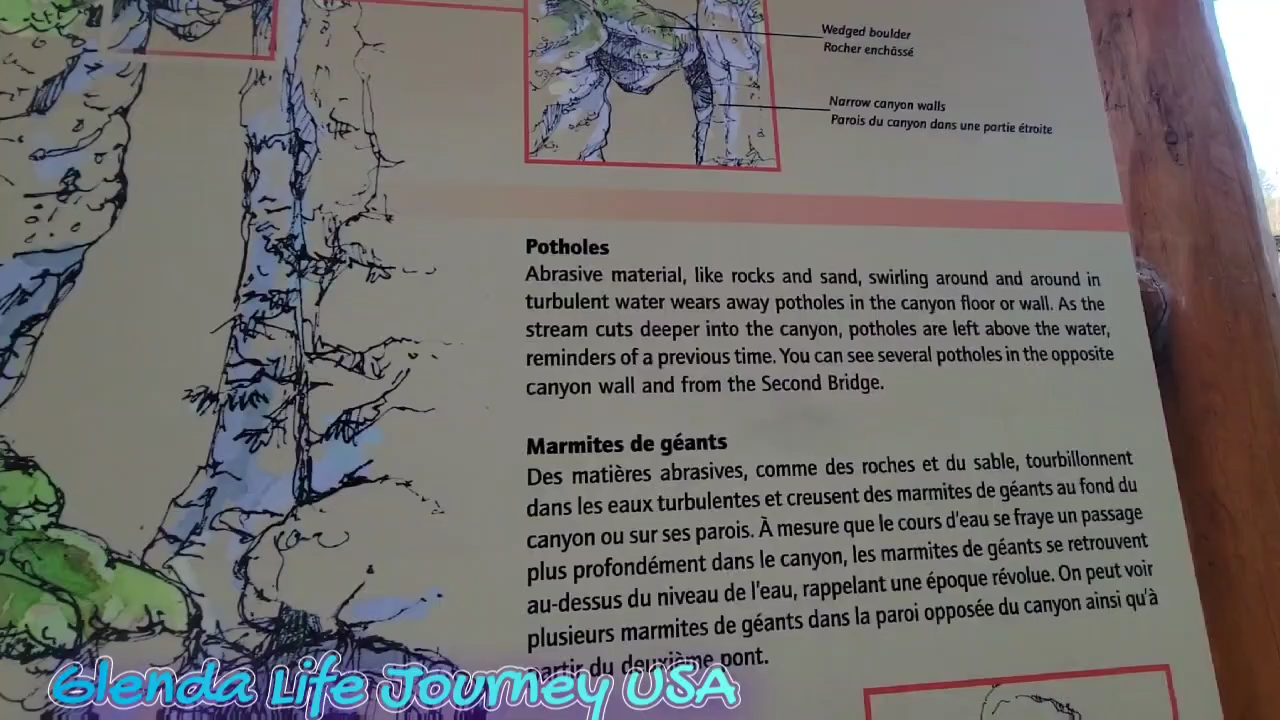 Wedged boulder
Rocher enchâssé
Narrow canyon walls
Parois du canyon dans une partie étroite
Potholes
Abrasive material, like rocks and sand, swirling around and around in
turbulent water wears away potholes in the canyon floor or wall. As the
stream cuts deeper into the canyon, potholes are left above the water,
reminders of a previous time. You can see several potholes in the opposite
canyon wall and from the Second Bridge.
Marmites de géants
Des matières abrasives, comme des roches et du sable, tourbillonnent
dans les eaux turbulentes et creusent des marmites de géants au fond du
canyon ou sur ses parois. À mesure que le cours d'eau se fraye un passage
plus profondément dans le canyon, les marmites de géants se retrouvent
au-dessus du niveau de l'eau, rappelant une époque révolue. On peut voir
plusieurs marmites de géants dans la paroi opposée du canyon ainsi qu'à
partir du deuxième pont.
Glenda Life Journey USA